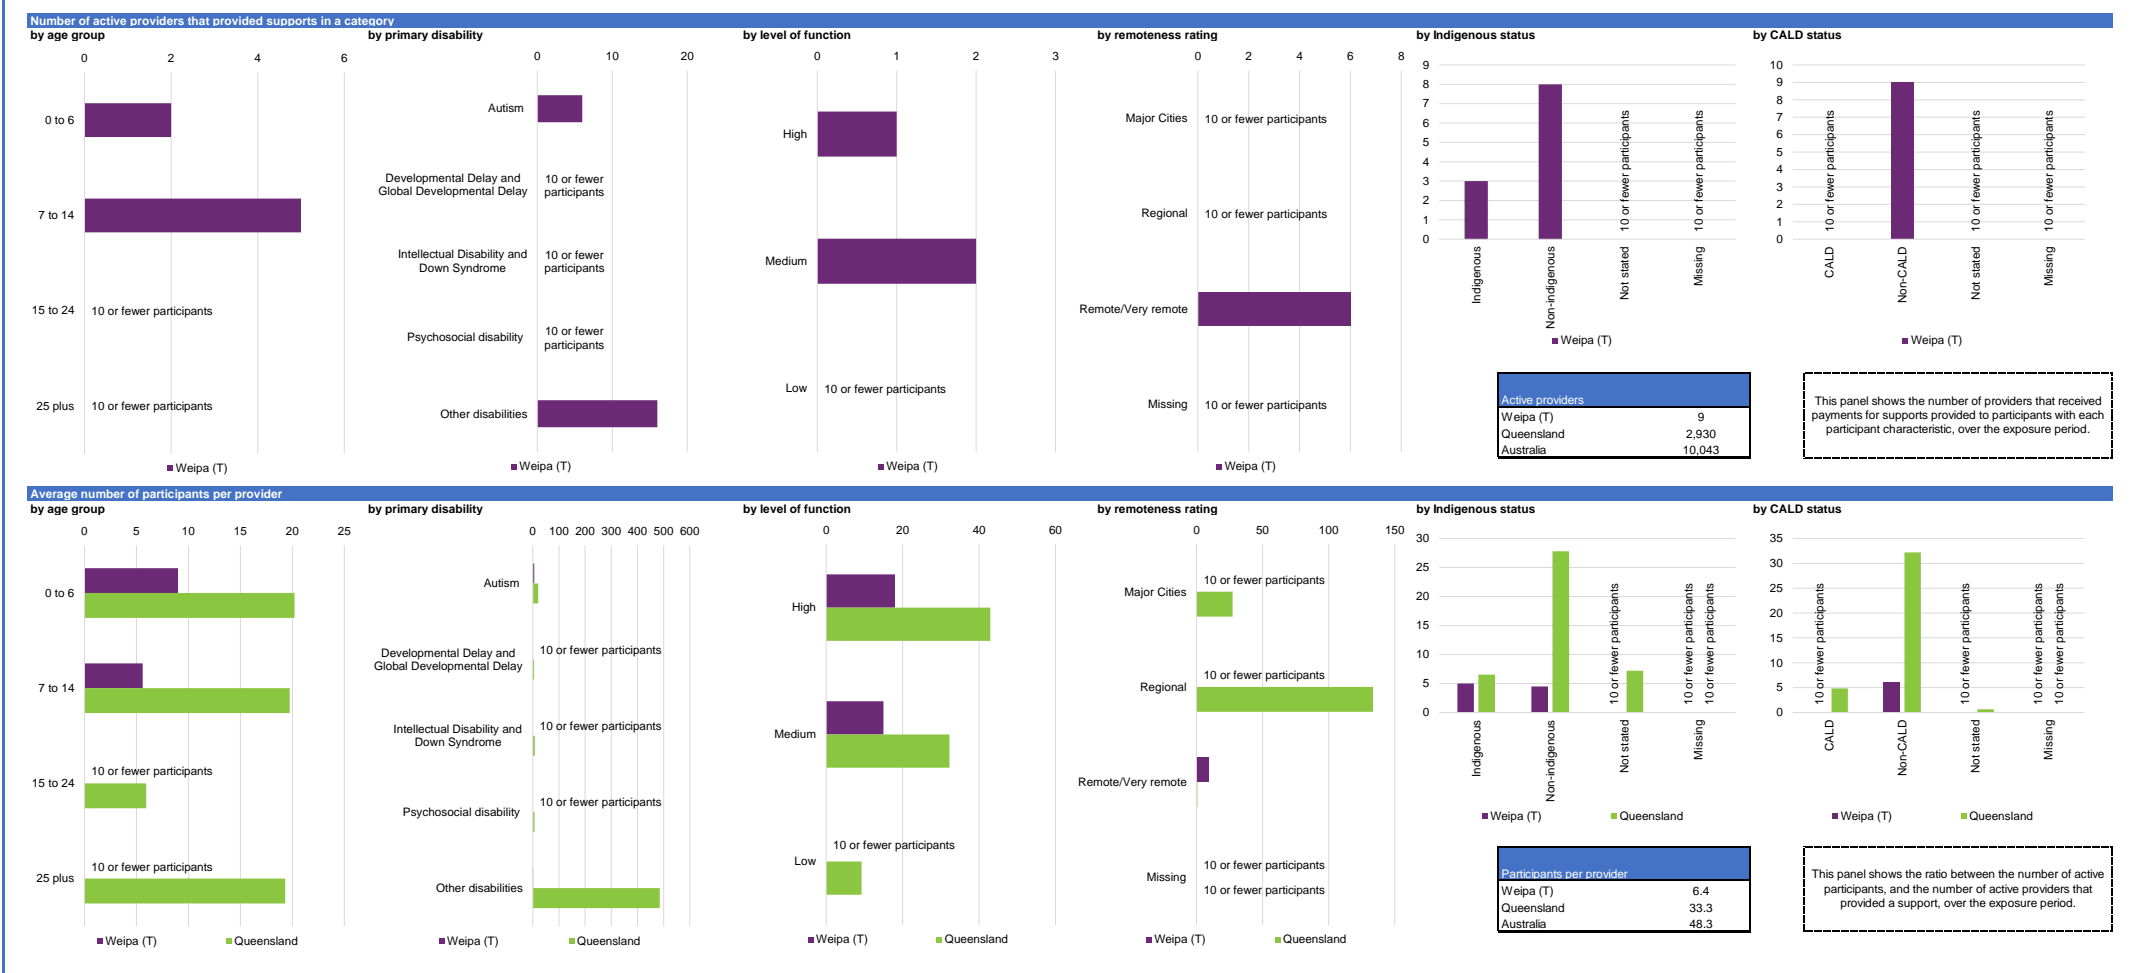 Number of active providers that provided supports in a category
by age group
0 2 4 6
0 to 6
7 to 14
15 to 24
10 or fewer participants
25 plus
10 or fewer participants
Weipa (T)
by primary disability
0 10 20
Autism
Developmental Delay and
Global Developmental Delay
10 or fewer
participants
Intellectual Disability and
Down Syndrome
10 or fewer
participants
Psychosocial disability
10 or fewer
participants
Other disabilities
Weipa (T)
by level of function
0 1 2 3
High
Medium
Low
10 or fewer participants
Weipa (T)
by remoteness rating
0 2 4 6 8
Major Cities
10 or fewer participants
Regional
10 or fewer participants
Remote/Very remote
Missing
10 or fewer participants
Weipa (T)
by Indigenous status
9
8
7
6
5
4
3
2
1
0
10 or fewer participants
10 or fewer participants
Indigenous
Non-indigenous
Not stated
Missing
Weipa (T)
by CALD status
10
9
8
7
6
5
4
3
2
1
0
10 or fewer participants
10 or fewer participants
10 or fewer participants
CALD
Non-CALD
Not stated
Missing
Weipa (T)
Active providers
Weipa (T) 9
Queensland 2,930
Australia 10,043
This panel shows the number of providers that received
payments for supports provided to participants with each
participant characteristic, over the exposure period.
Average number of participants per provider
by age group
0 5 10 15 20 25
0 to 6
7 to 14
15 to 24
10 or fewer participants
25 plus
10 or fewer participants
Weipa (T) Queensland
by primary disability
0 100 200 300 400 500 600
Autism
Developmental Delay and
Global Developmental Delay
10 or fewer participants
Intellectual Disability and
Down Syndrome
10 or fewer participants
Psychosocial disability
10 or fewer participants
Other disabilities
Weipa (T) Queensland
by level of function
0 20 40 60
High
Medium
Low
10 or fewer participants
Weipa (T) Queensland
by remoteness rating
0 50 100 150
Major Cities
10 or fewer participants
Regional
10 or fewer participants
Remote/Very remote
Missing
10 or fewer participants
10 or fewer participants
Weipa (T) Queensland
by Indigenous status
30
25
20
15
10
5
0
10 or fewer participants
10 or fewer participants
10 or fewer participants
Indigenous
Non-indigenous
Not stated
Missing
Weipa (T) Queensland
by CALD status
35
30
25
20
15
10
5
0
10 or fewer participants
10 or fewer participants
10 or fewer participants
10 or fewer participants
CALD
Non-CALD
Not stated
Missing
Weipa (T) Queensland
Participants per provider
Weipa (T) 6.4
Queensland 33.3
Australia 48.3
This panel shows the ratio between the number of active
participants, and the number of active providers that
provided a support, over the exposure period.